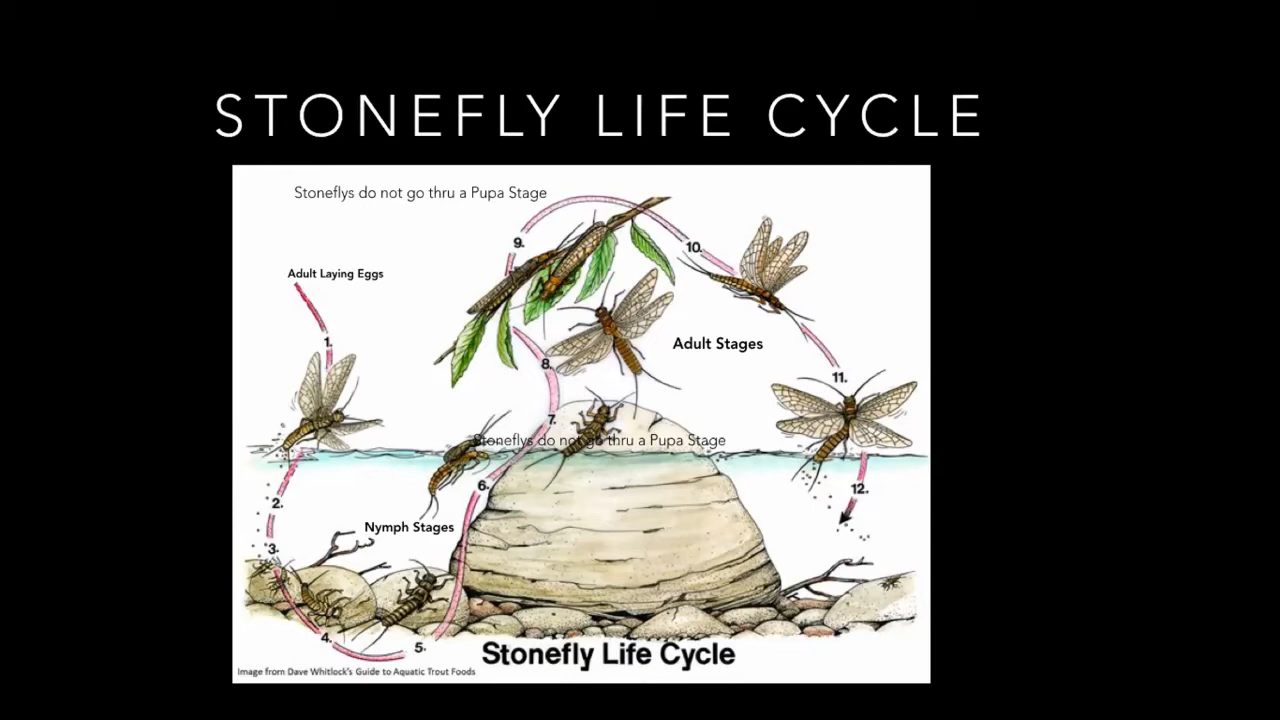 STONEFLY LIFE CYCLE
Stoneflys do not go thru a Pupa Stage
9.
10.
Adult Laying Eggs
1.
Adult Stages
8.
11.
7.
Stoneflys do not go thru a Pupa Stage
6.
12.
2.
Nymph Stages
3.
4.
5.
Stonefly Life Cycle
Image from Dave Whitlock's Guide to Aquatic Trout Foods